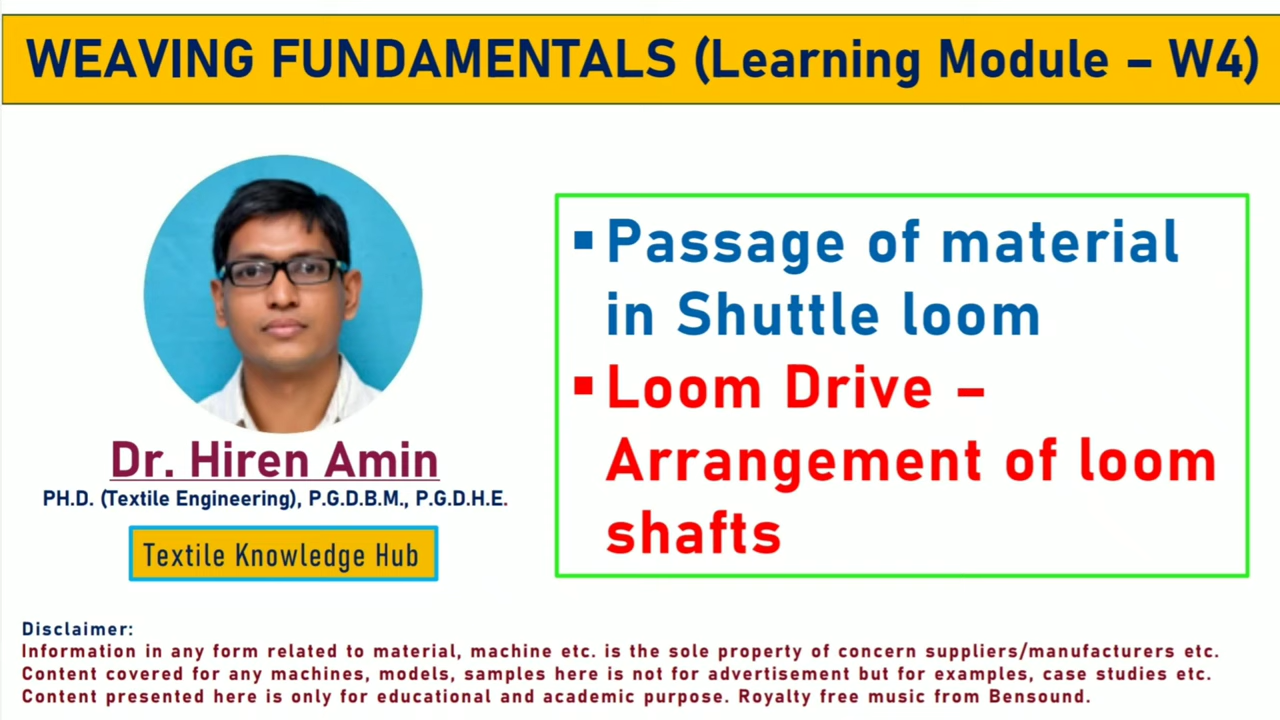 WEAVING FUNDAMENTALS (Learning Module – W4)
▪Passage of material
in Shuttle loom
▪Loom Drive –
Arrangement of loom
shafts
Dr. Hiren Amin
PH.D. (Textile Engineering), P.G.D.B.M., P.G.D.H.E.
Textile Knowledge Hub
Disclaimer:
Information in any form related to material, machine etc. is the sole property of concern suppliers/manufacturers etc.
Content covered for any machines, models, samples here is not for advertisement but for examples, case studies etc.
Content presented here is only for educational and academic purpose. Royalty free music from Bensound.